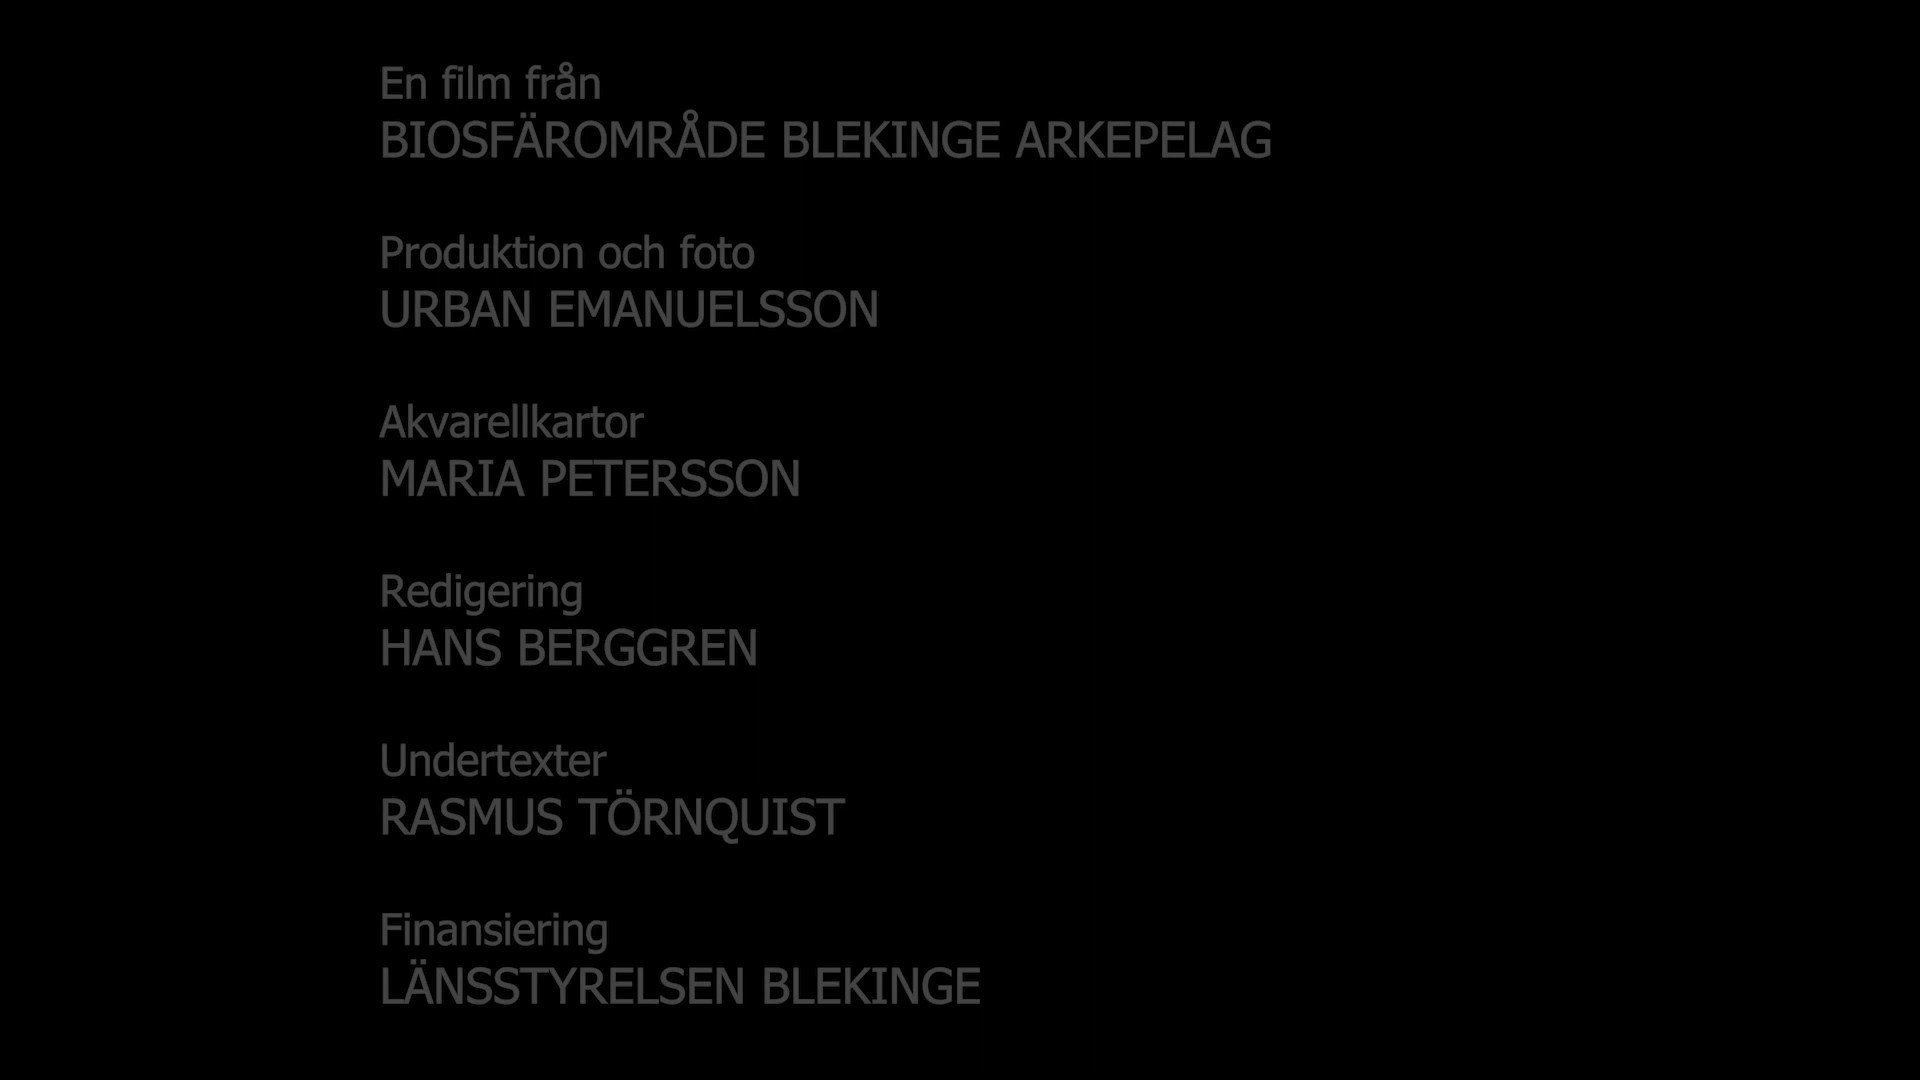 En film från
BIOSFÄROMRÅDE BLEKINGE ARKEPELAG
Produktion och foto
URBAN EMANUELSSON
Akvarellkartor
MARIA PETERSSON
Redigering
HANS BERGGREN
Undertexter
RASMUS TÖRNQUIST
Finansiering
LÄNSSTYRELSEN BLEKINGE